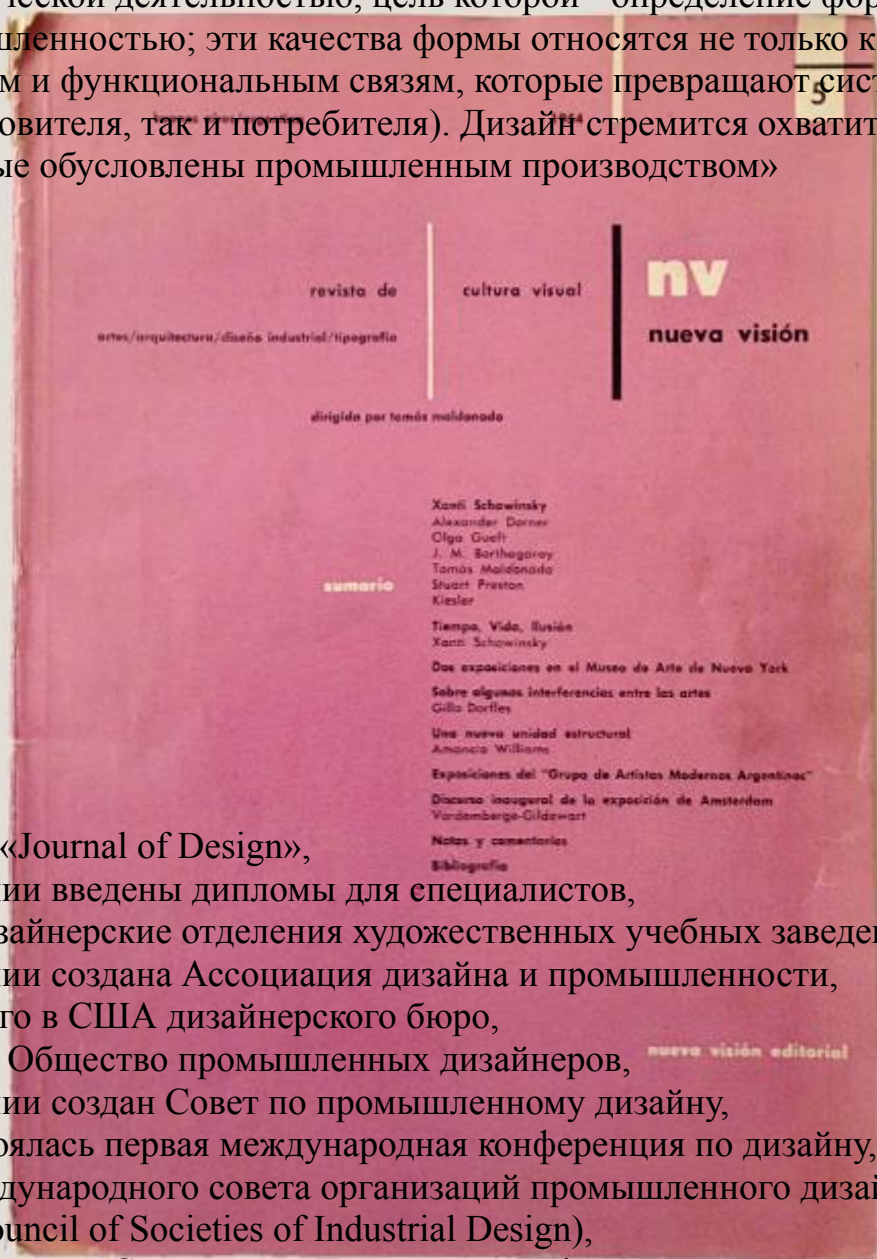 ческой деятельностью, цель которой - определение фор
шленностью; эти качества формы относятся не только к
м и функциональным связям, которые превращают сист
5
1954
овителя, так и потребителя). Дизайн стремится охватит
ые обусловлены промышленным производством»
revista de
cultura visual
nv
artes/arquitectura/diseño industrial/tipografía
nueva visión
dirigida por tomás maldonado
sumario
Xanti Schawinsky
Alexander Dorner
Olga Gueft
J. M. Borthagaray
Tomás Maldonado
Stuart Preston
Kiesler
Tiempo, Vida, Ilusión
Xanti Schawinsky
Dos exposiciones en el Museo de Arte de Nueva York
Sobre algunas interferencias entre las artes
Gillo Dorfles
Una nueva unidad estructural
Amancio Williams
Exposiciones del "Grupo de Artistas Modernos Argentinos"
Discurso inaugural de la exposición de Amsterdam
Vordemberge-Gildewart
Notas y comentarios
Bibliografía
«Journal of Design»,
нии введены дипломы для специалистов,
зайнерские отделения художественных учебных заведе
нии создана Ассоциация дизайна и промышленности,
го в США дизайнерского бюро,
Общество промышленных дизайнеров,
nueva visión editorial
нии создан Совет по промышленному дизайну,
оялась первая международная конференция по дизайну,
дународного совета организаций промышленного дизай
ouncil of Societies of Industrial Design),